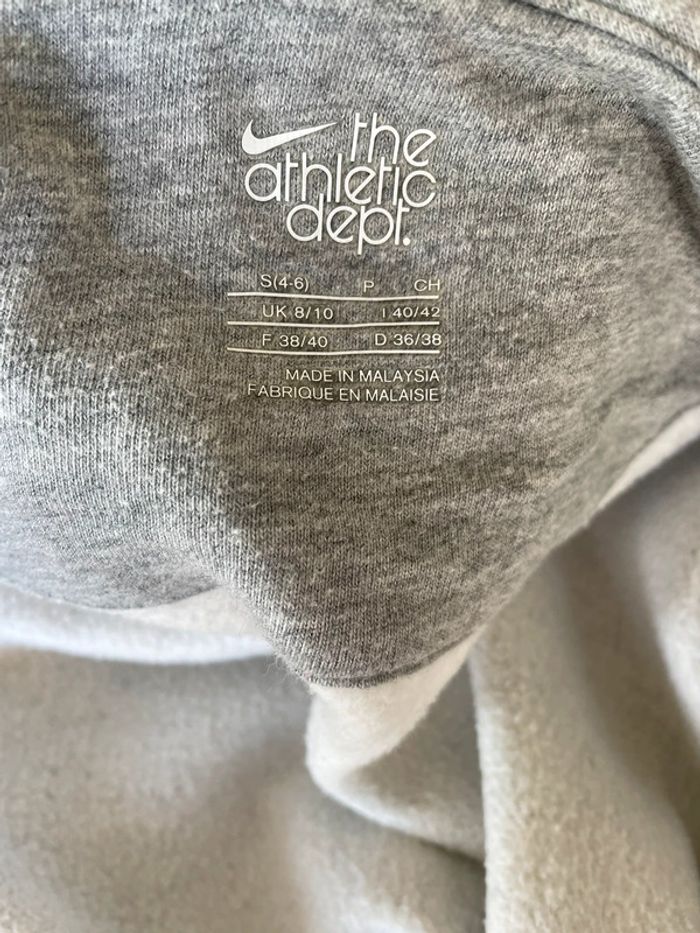 the
athletic
dept.
S(4-6) P CH
UK 8/10 I 40/42
F 38/40 D 36/38
MADE IN MALAYSIA
FABRIQUE EN MALAISIE